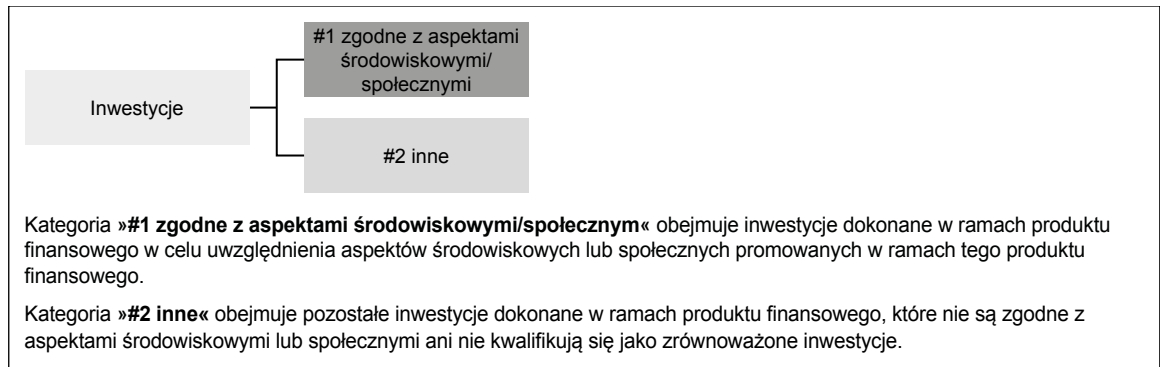 #1 zgodne z aspektami
środowiskowymi/
społecznymi
Inwestycje
#2 inne
Kategoria »#1 zgodne z aspektami środowiskowymi/społecznym« obejmuje inwestycje dokonane w ramach produktu
finansowego w celu uwzględnienia aspektów środowiskowych lub społecznych promowanych w ramach tego produktu
finansowego.
Kategoria »#2 inne« obejmuje pozostałe inwestycje dokonane w ramach produktu finansowego, które nie są zgodne z
aspektami środowiskowymi lub społecznymi ani nie kwalifikują się jako zrównoważone inwestycje.